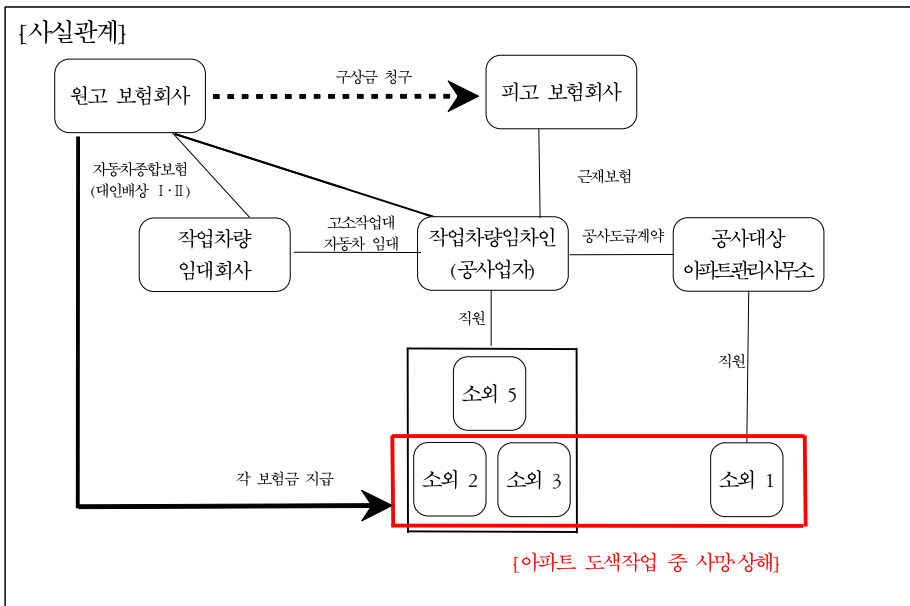 [사실관계]
원고 보험회사
구상금 청구
피고 보험회사
자동차종합보험
(대인배상 Ⅰ·Ⅱ)
근재보험
작업차량
임대회사
고소작업대
자동차 임대
작업차량임차인
(공사업자)
공사도급계약
공사대상
아파트관리사무소
직원
직원
소외 5
각 보험금 지급
소외 2
소외 3
소외 1
[아파트 도색작업 중 사망·상해]